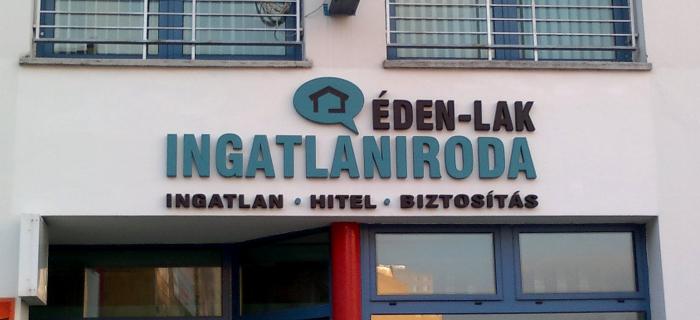 ÉDEN-LAK
INGATLANIRODA
INGATLAN · HITEL · BIZTOSÍTÁS